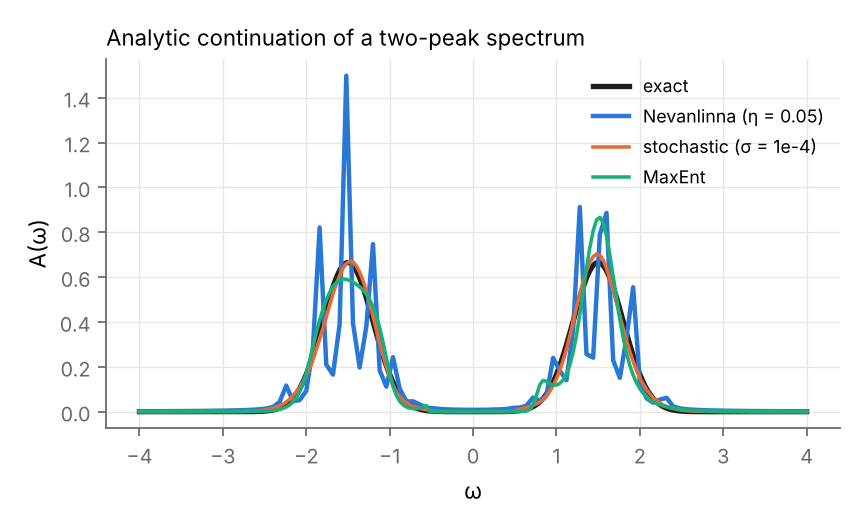 Analytic continuation of a two-peak spectrum
exact
Nevanlinna (η = 0.05)
stochastic (σ = 1e-4)
MaxEnt
A(ω)
1.4
1.2
1.0
0.8
0.6
0.4
0.2
0.0
−4 −3 −2 −1 0 1 2 3 4
ω